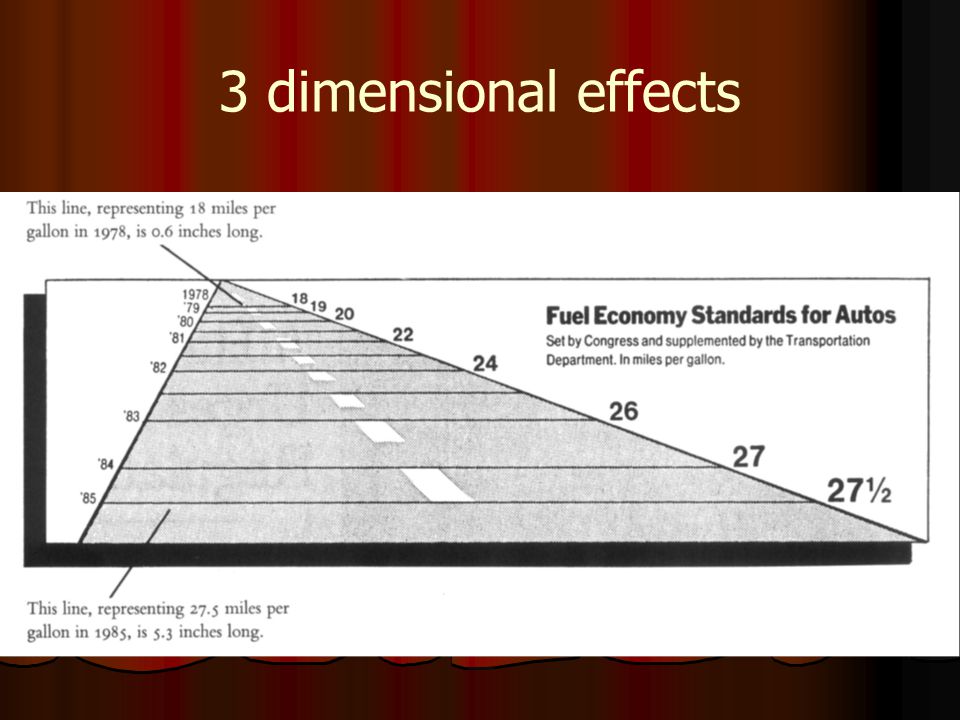 3 dimensional effects
This line, representing 18 miles per
gallon in 1978, is 0.6 inches long.
1978
'79
'80
'81
'82
'83
'84
'85
18
19
20
22
24
26
27
27½
Fuel Economy Standards for Autos
Set by Congress and supplemented by the Transportation
Department. In miles per gallon.
This line, representing 27.5 miles per
gallon in 1985, is 5.3 inches long.